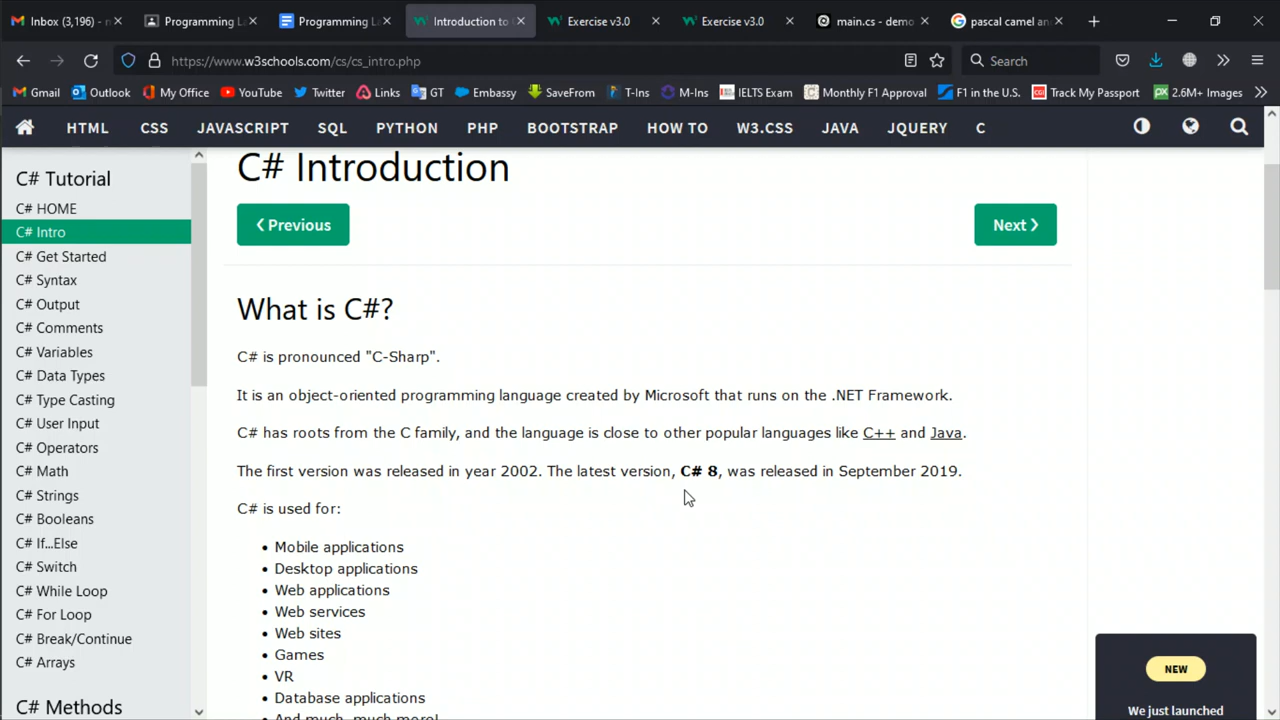 Inbox (3,196) - n
Programming La
Programming La
Introduction to C
Exercise v3.0
Exercise v3.0
main.cs - demo
pascal camel an
https://www.w3schools.com/cs/cs_intro.php
Search
Gmail
Outlook
My Office
YouTube
Twitter
Links
GT
Embassy
SaveFrom
T-Ins
M-Ins
IELTS Exam
Monthly F1 Approval
F1 in the U.S.
CGI
Track My Passport
px
2.6M+ Images
HTML
CSS
JAVASCRIPT
SQL
PYTHON
PHP
BOOTSTRAP
HOW TO
W3.CSS
JAVA
JQUERY
C
C# Tutorial
C# HOME
C# Intro
C# Get Started
C# Syntax
C# Output
C# Comments
C# Variables
C# Data Types
C# Type Casting
C# User Input
C# Operators
C# Math
C# Strings
C# Booleans
C# If...Else
C# Switch
C# While Loop
C# For Loop
C# Break/Continue
C# Arrays
C# Methods
C# Introduction
❮ Previous
Next ❯
What is C#?
C# is pronounced "C-Sharp".
It is an object-oriented programming language created by Microsoft that runs on the .NET Framework.
C# has roots from the C family, and the language is close to other popular languages like C++ and Java.
The first version was released in year 2002. The latest version, C# 8, was released in September 2019.
C# is used for:
• Mobile applications
• Desktop applications
• Web applications
• Web services
• Web sites
• Games
• VR
• Database applications
• And much, much more!
NEW
We just launched